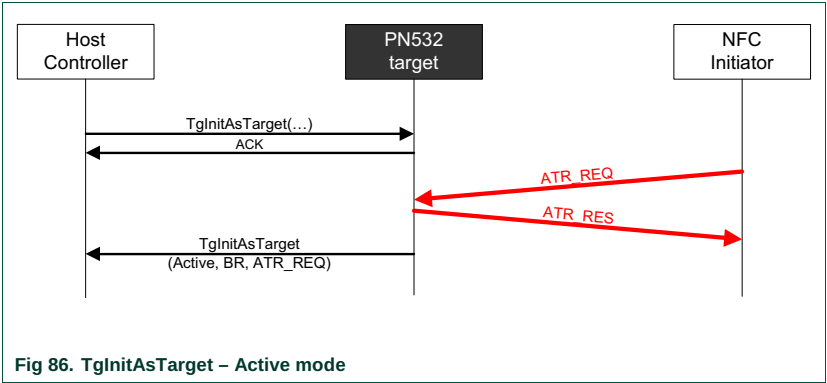 Host
Controller
PN532
target
NFC
Initiator
TgInitAsTarget(…)
ACK
ATR_REQ
ATR_RES
TgInitAsTarget
(Active, BR, ATR_REQ)
Fig 86. TgInitAsTarget – Active mode